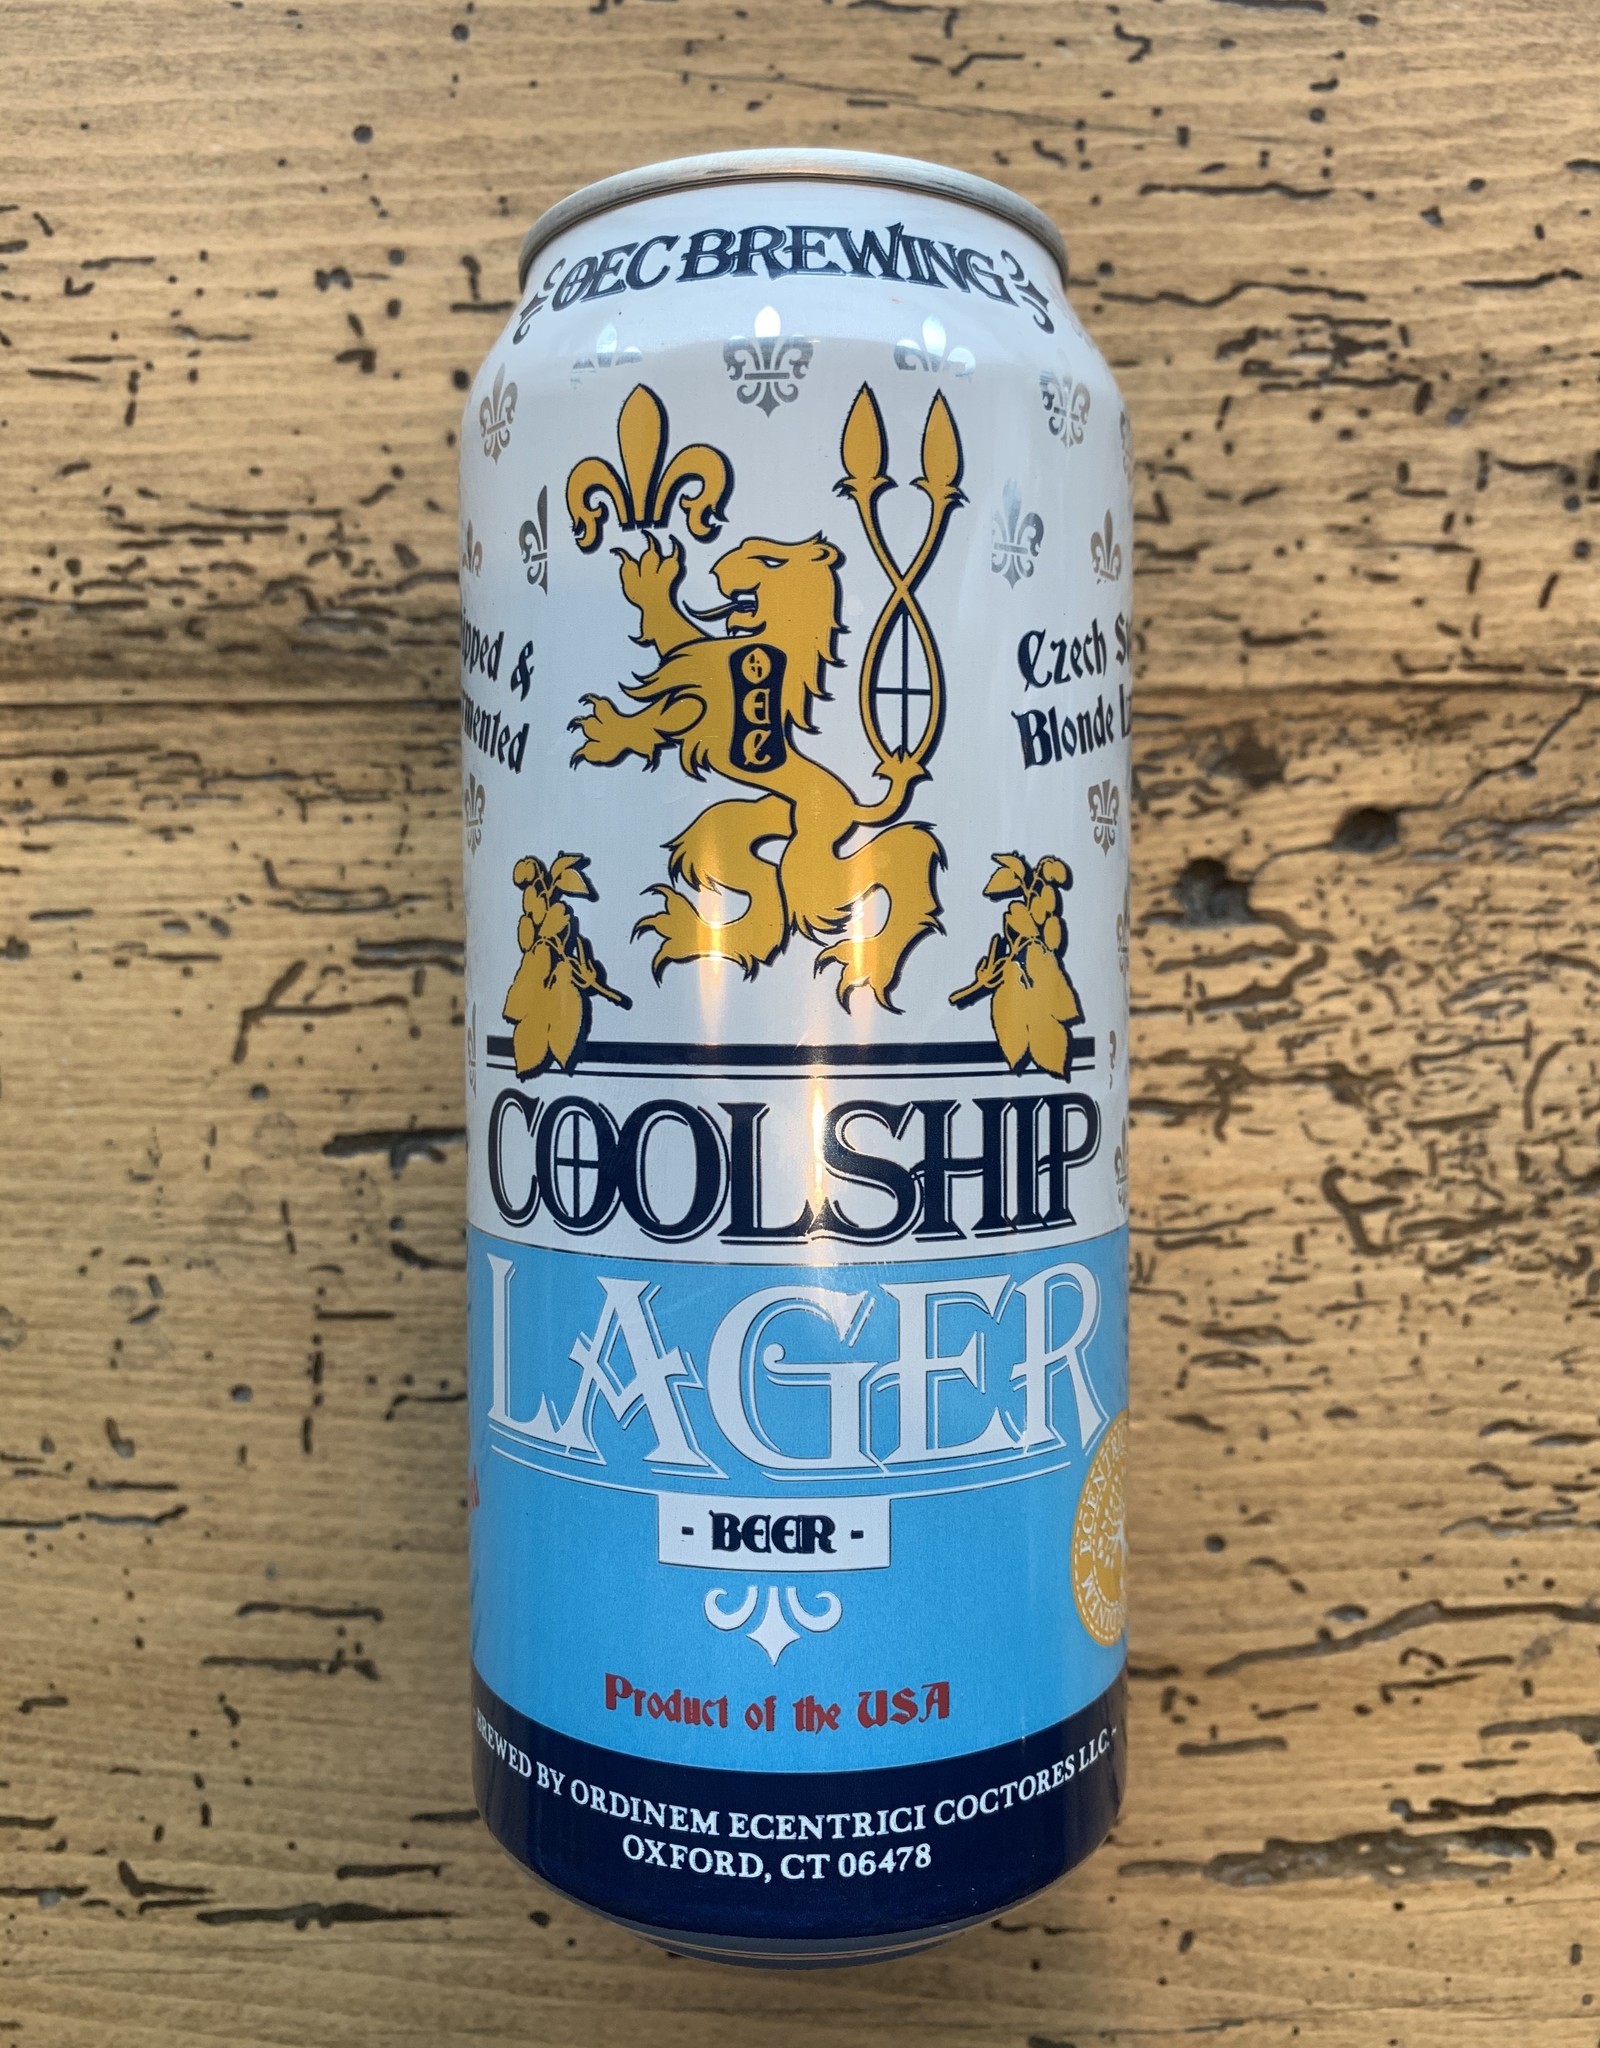 OEC BREWING
&
Czech
Blonde
OEC
COOLSHIP
LAGER
- BEER -
Product of the USA
- BREWED BY ORDINEM ECENTRICI COCTORES LLC. -
OXFORD, CT 06478